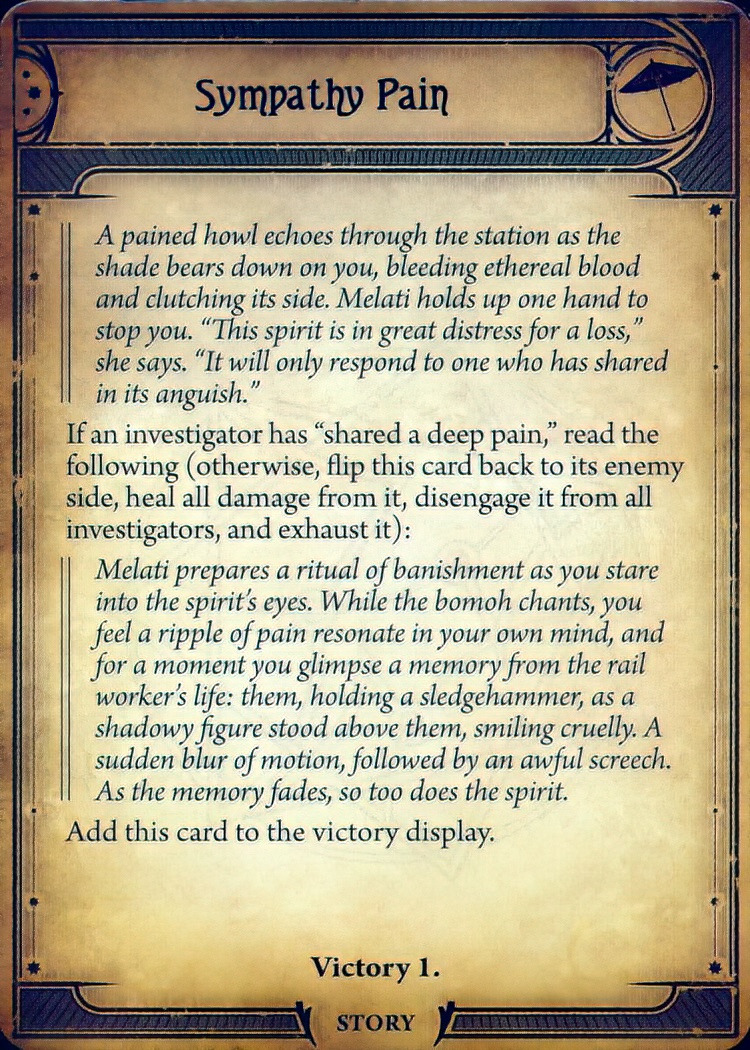 Sympathy Pain
A pained howl echoes through the station as the
shade bears down on you, bleeding ethereal blood
and clutching its side. Melati holds up one hand to
stop you. “This spirit is in great distress for a loss,”
she says. “It will only respond to one who has shared
in its anguish.”
If an investigator has “shared a deep pain,” read the
following (otherwise, flip this card back to its enemy
side, heal all damage from it, disengage it from all
investigators, and exhaust it):
Melati prepares a ritual of banishment as you stare
into the spirit’s eyes. While the bomoh chants, you
feel a ripple of pain resonate in your own mind, and
for a moment you glimpse a memory from the rail
worker’s life: them, holding a sledgehammer, as a
shadowy figure stood above them, smiling cruelly. A
sudden blur of motion, followed by an awful screech.
As the memory fades, so too does the spirit.
Add this card to the victory display.
Victory 1.
STORY